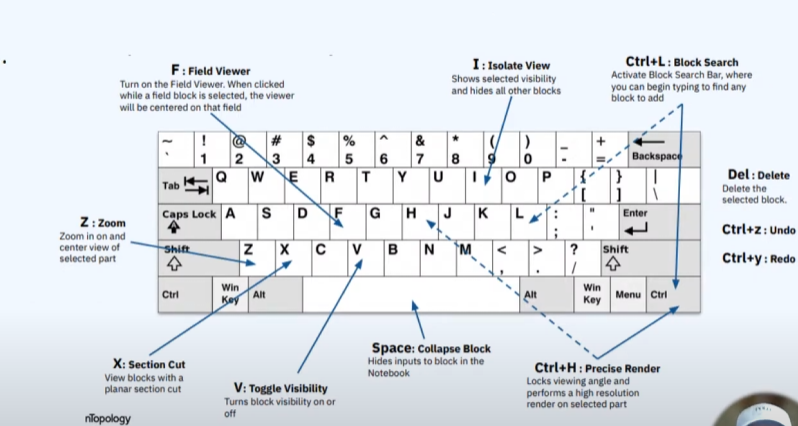 F : Field Viewer
Turn on the Field Viewer. When clicked
while a field block is selected, the viewer
will be centered on that field
I : Isolate View
Shows selected visibility
and hides all other blocks
Ctrl+L : Block Search
Activate Block Search Bar, where
you can begin typing to find any
block to add
~ ! @ # $ % ^ & * ( ) _ +
` 1 2 3 4 5 6 7 8 9 0 - = Backspace
Tab Q W E R T Y U I O P { } |
[ ] \
Caps Lock A S D F G H J K L : " Enter
; '
Shift Z X C V B N M < > ? Shift
, . /
Ctrl Win Key Alt Alt Win Key Menu Ctrl
Del : Delete
Delete the
selected block.
Ctrl+z : Undo
Ctrl+y : Redo
Z : Zoom
Zoom in on and
center view of
selected part
X: Section Cut
View blocks with a
planar section cut
V: Toggle Visibility
Turns block visibility on or
off
Space: Collapse Block
Hides inputs to block in the
Notebook
Ctrl+H : Precise Render
Locks viewing angle and
performs a high resolution
render on selected part
nTopology